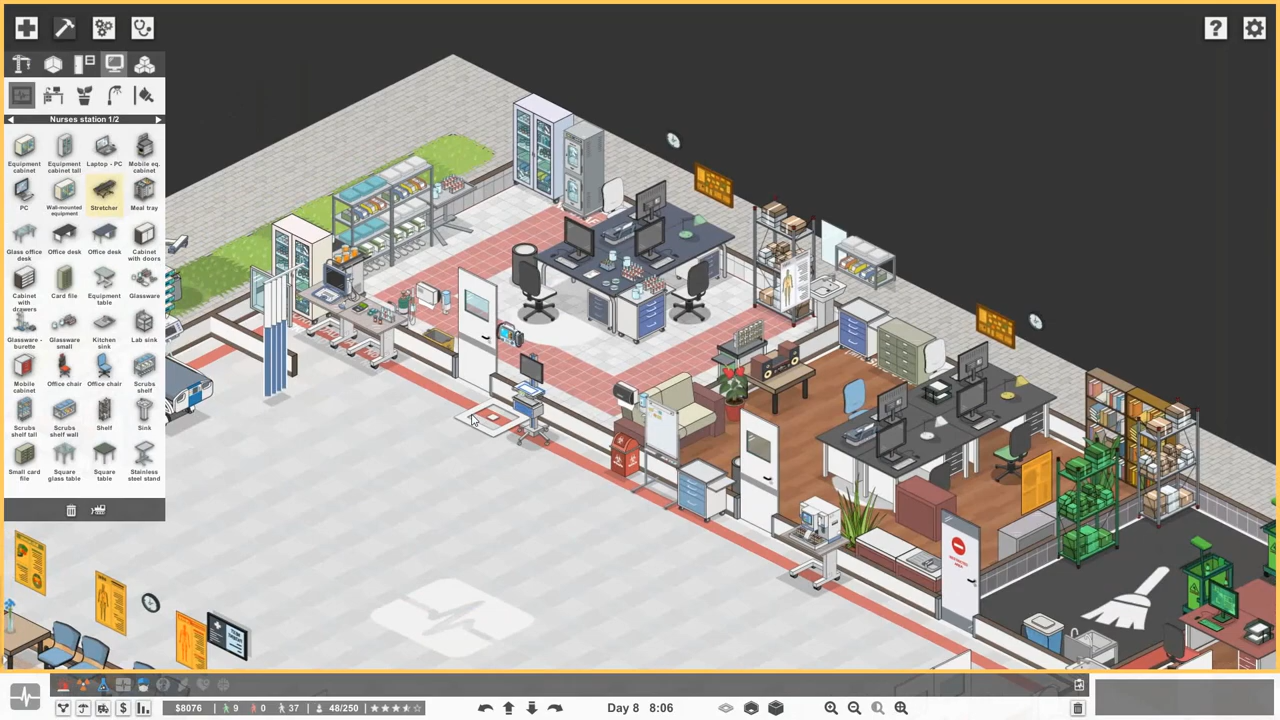 Nurses station 1/2
Equipment cabinet
Equipment cabinet tall
Laptop - PC
Mobile eq. cabinet
PC
Wall-mounted equipment
Stretcher
Meal tray
Glass office desk
Office desk
Office desk
Cabinet with doors
Cabinet with drawers
Card file
Equipment table
Glassware
Glassware - burette
Glassware small
Kitchen sink
Lab sink
Mobile cabinet
Office chair
Office chair
Scrubs shelf
Scrubs shelf tall
Scrubs shelf wall
Shelf
Sink
Small card file
Square glass table
Square table
Stainless steel stand
$8076
9
0
37
48/250
Day 8 8:06